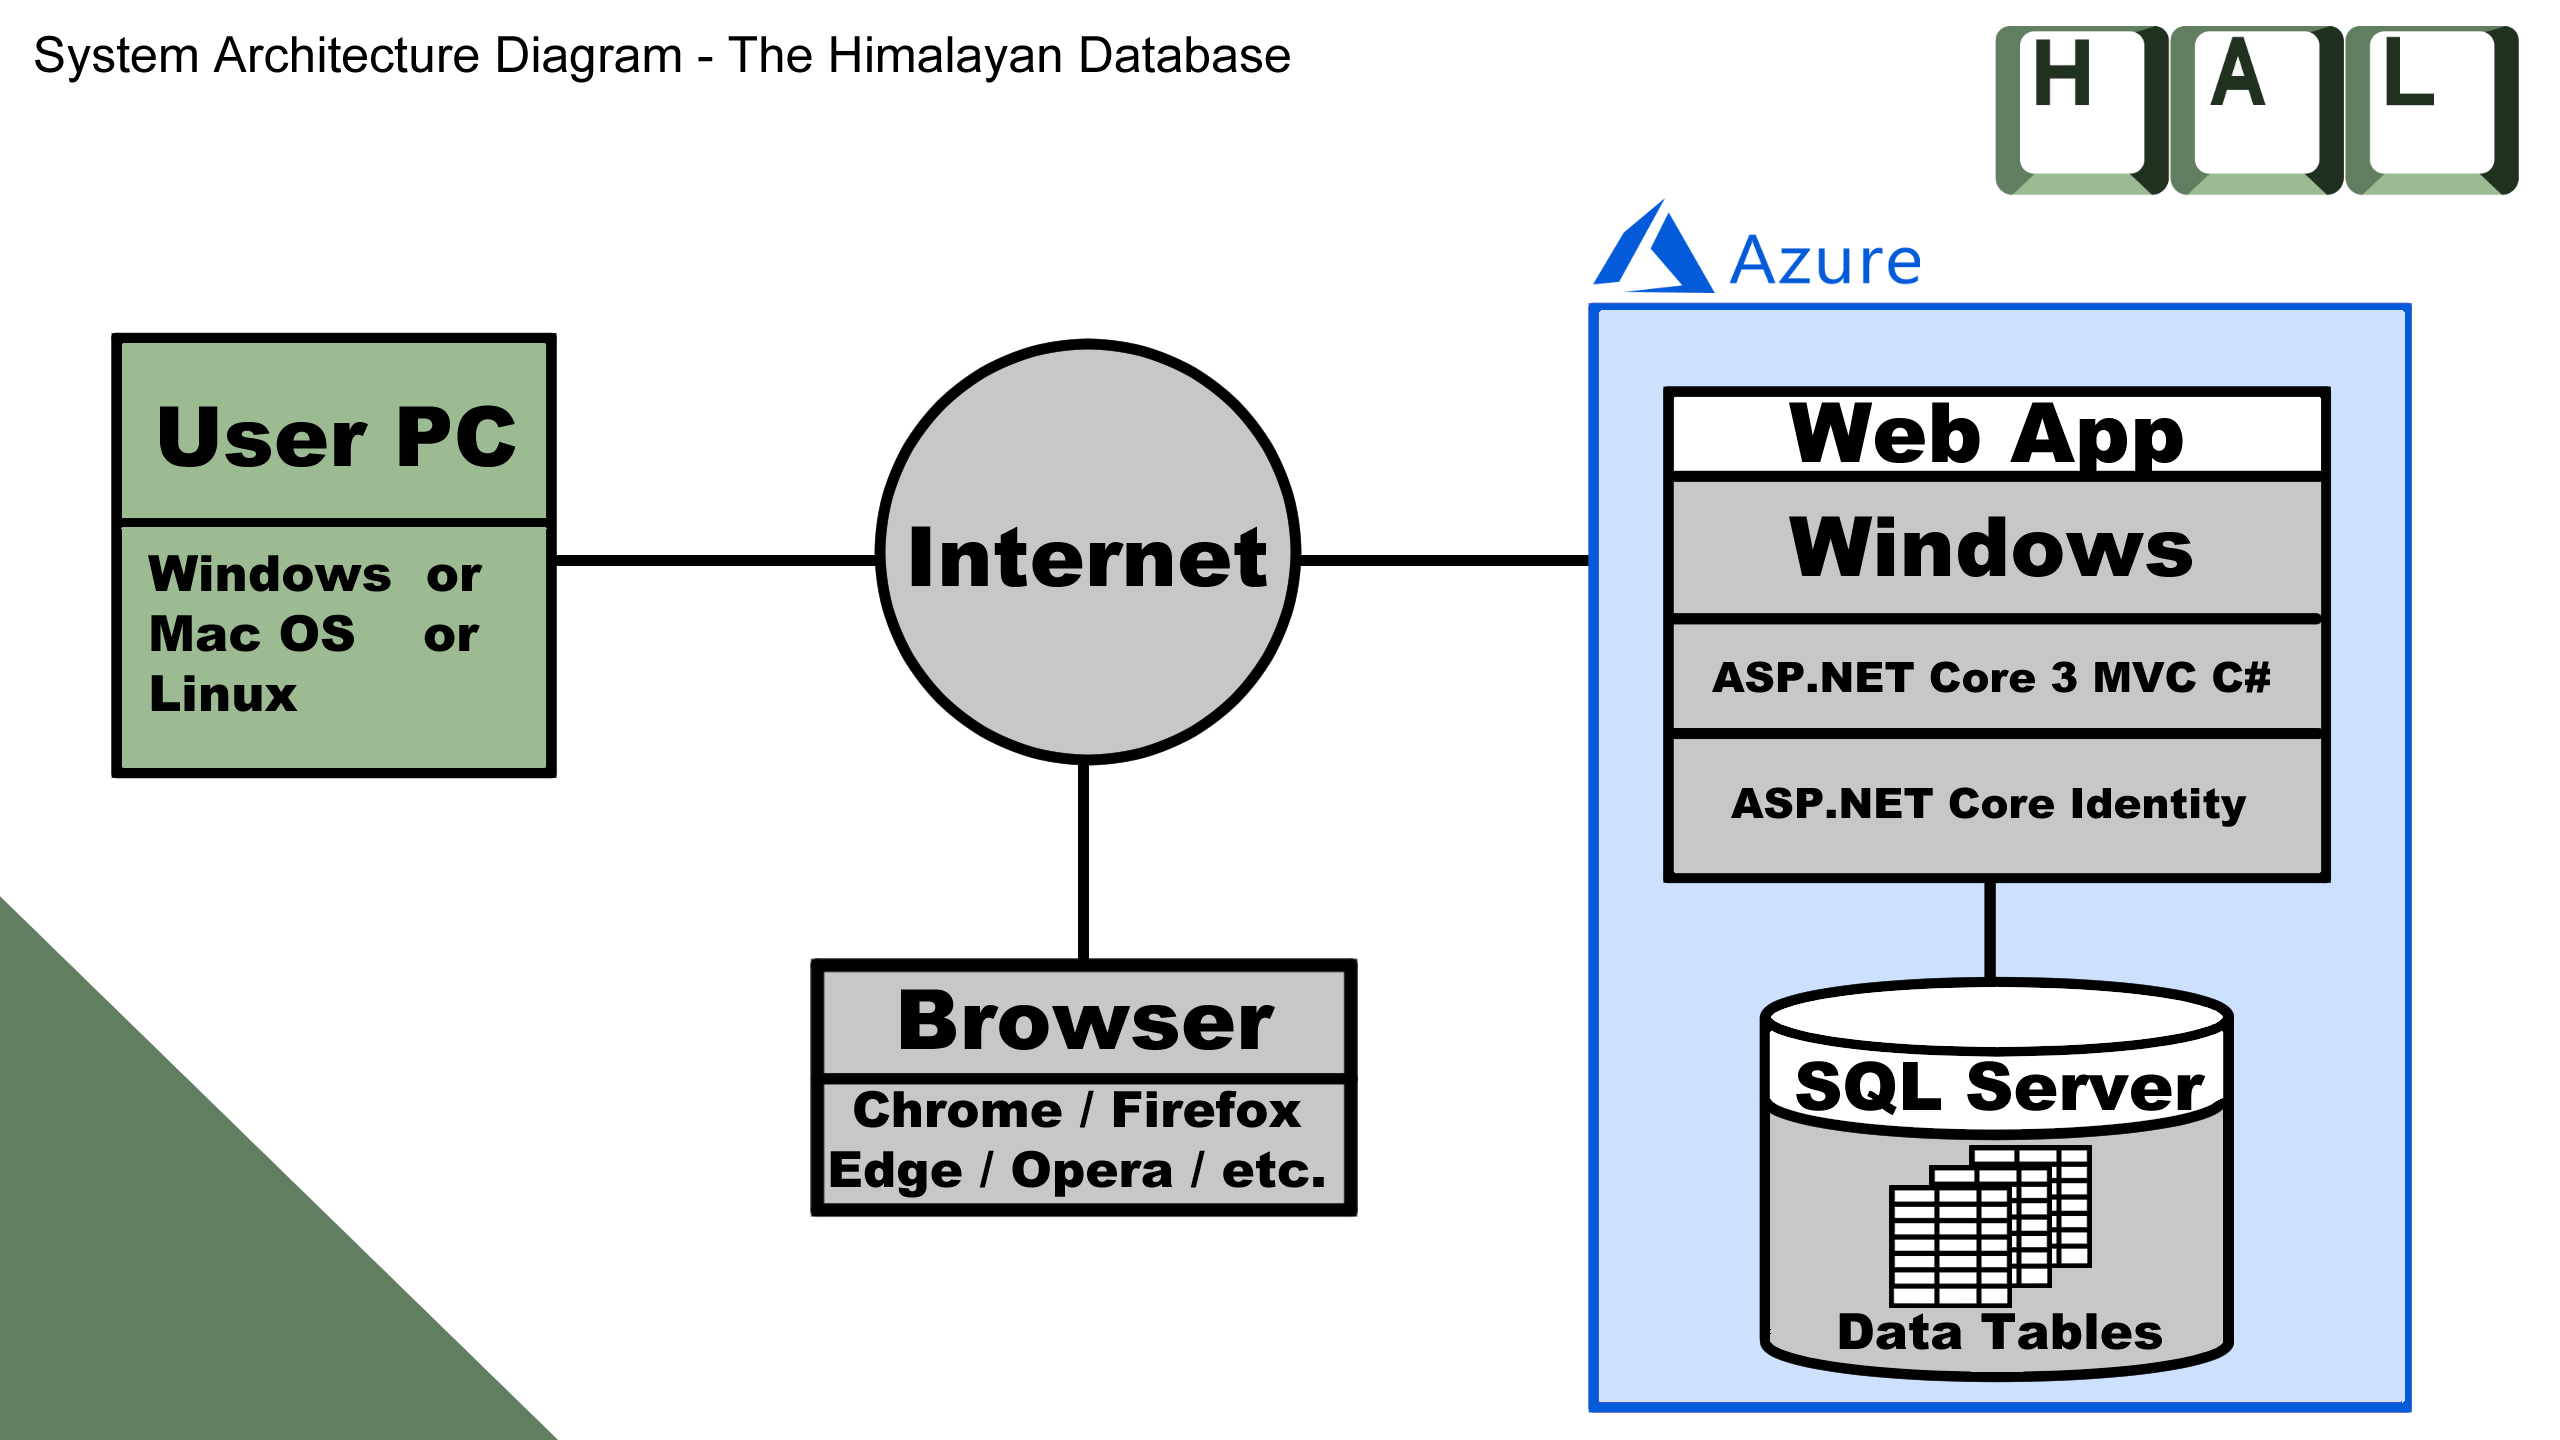 System Architecture Diagram - The Himalayan Database
H A L
Azure
User PC
Windows or
Mac OS or
Linux
Internet
Browser
Chrome / Firefox
Edge / Opera / etc.
Web App
Windows
ASP.NET Core 3 MVC C#
ASP.NET Core Identity
SQL Server
Data Tables